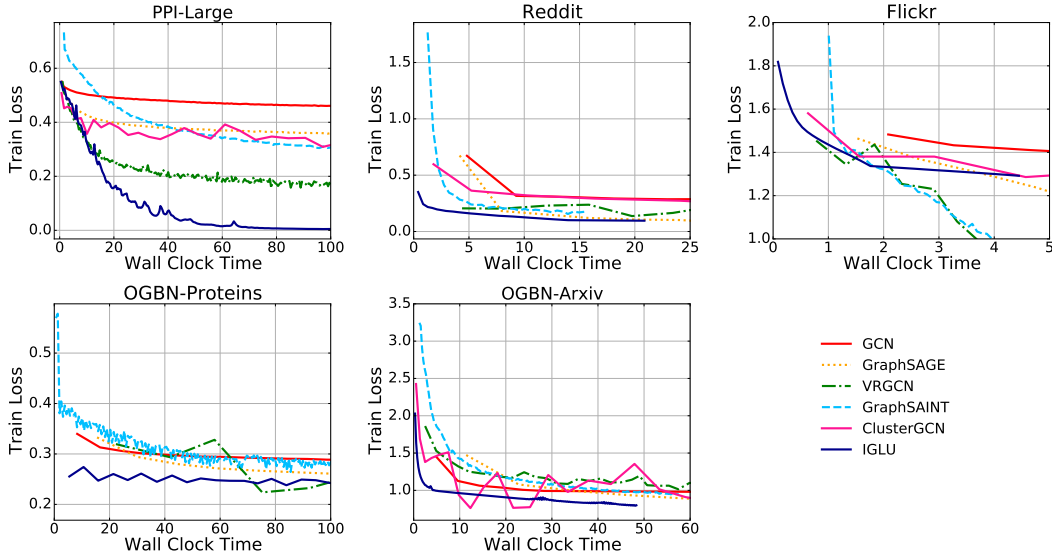 PPI-Large
Train Loss
0.6
0.4
0.2
0.0
0 20 40 60 80 100
Wall Clock Time
Reddit
Train Loss
1.5
1.0
0.5
0.0
0 5 10 15 20 25
Wall Clock Time
Flickr
Train Loss
2.0
1.8
1.6
1.4
1.2
1.0
0 1 2 3 4 5
Wall Clock Time
OGBN-Proteins
Train Loss
0.5
0.4
0.3
0.2
0 20 40 60 80 100
Wall Clock Time
OGBN-Arxiv
Train Loss
3.5
3.0
2.5
2.0
1.5
1.0
0 10 20 30 40 50 60
Wall Clock Time
GCN
GraphSAGE
VRGCN
GraphSAINT
ClusterGCN
IGLU